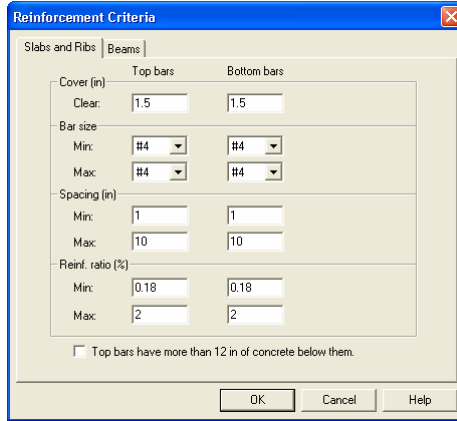 Reinforcement Criteria
Slabs and Ribs Beams
Top bars Bottom bars
Cover (in)
Clear: 1.5 1.5
Bar size
Min: #4 #4
Max: #4 #4
Spacing (in)
Min: 1 1
Max: 10 10
Reinf. ratio (%)
Min: 0.18 0.18
Max: 2 2
Top bars have more than 12 in of concrete below them.
OK Cancel Help